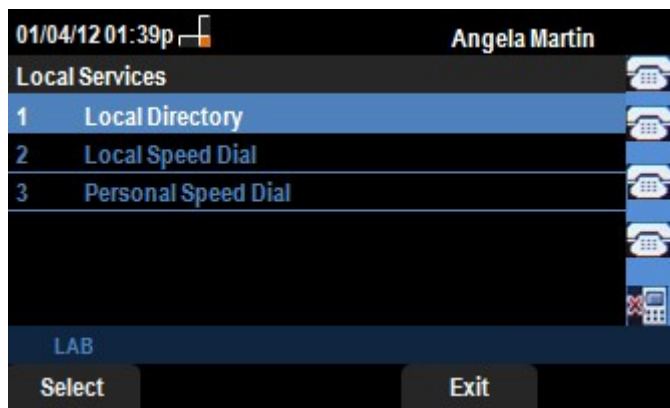 01/04/12 01:39p Angela Martin
Local Services
1 Local Directory
2 Local Speed Dial
3 Personal Speed Dial
LAB
Select Exit